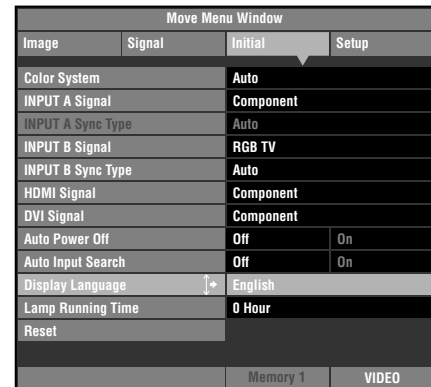 Move Menu Window
Image Signal Initial Setup
Color System Auto
INPUT A Signal Component
INPUT A Sync Type Auto
INPUT B Signal RGB TV
INPUT B Sync Type Auto
HDMI Signal Component
DVI Signal Component
Auto Power Off Off On
Auto Input Search Off On
Display Language English
Lamp Running Time 0 Hour
Reset
Memory 1 VIDEO